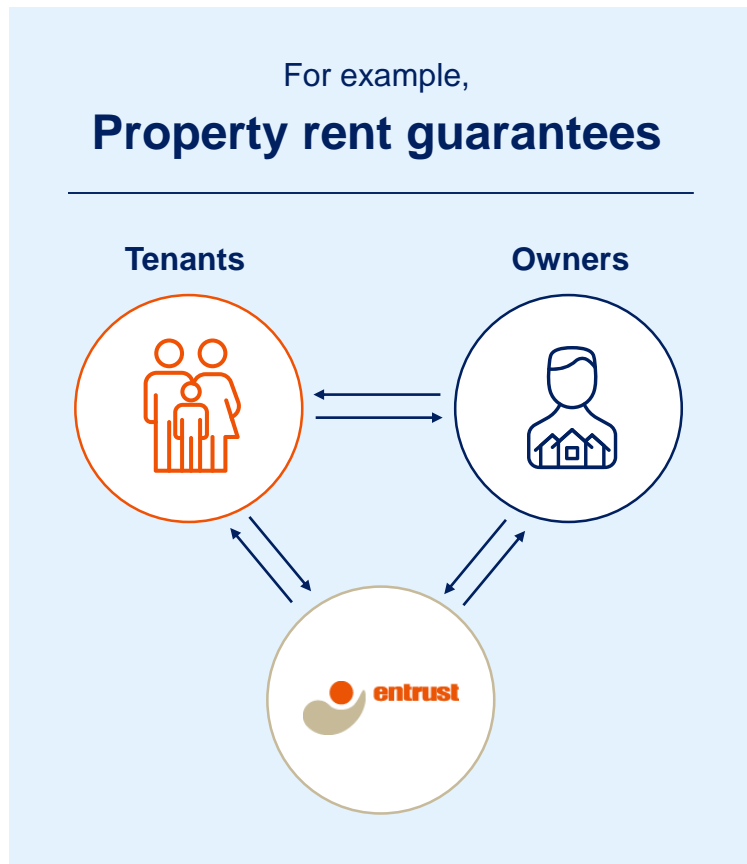 For example,
Property rent guarantees
Tenants
Owners
entrust